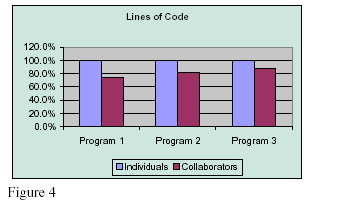 Lines of Code
120.0%
100.0%
80.0%
60.0%
40.0%
20.0%
0.0%
Program 1 Program 2 Program 3
Individuals Collaborators
Figure 4